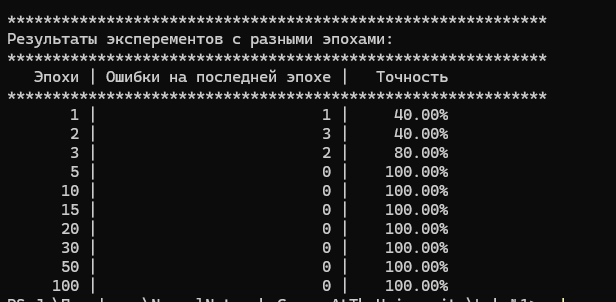 ************************************************************
Результаты эксперементов с разными эпохами:
************************************************************
Эпохи | Ошибки на последней эпохе | Точность
************************************************************
1 | 1 | 40.00%
2 | 3 | 40.00%
3 | 2 | 80.00%
5 | 0 | 100.00%
10 | 0 | 100.00%
15 | 0 | 100.00%
20 | 0 | 100.00%
30 | 0 | 100.00%
50 | 0 | 100.00%
100 | 0 | 100.00%